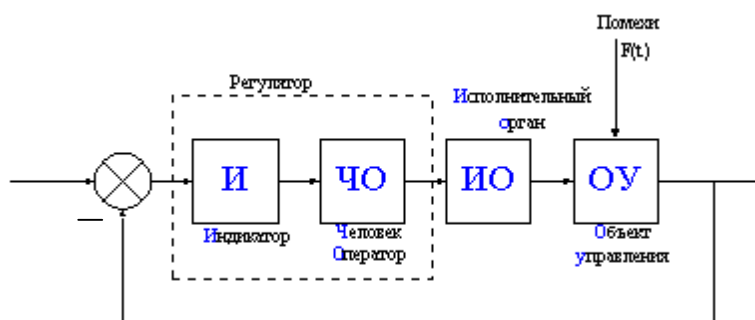 Помехи
F(t)
Регулятор
Исполнительный
орган
И
ЧО
ИО
ОУ
—
Индикатор
Человек
Оператор
Объект
управления